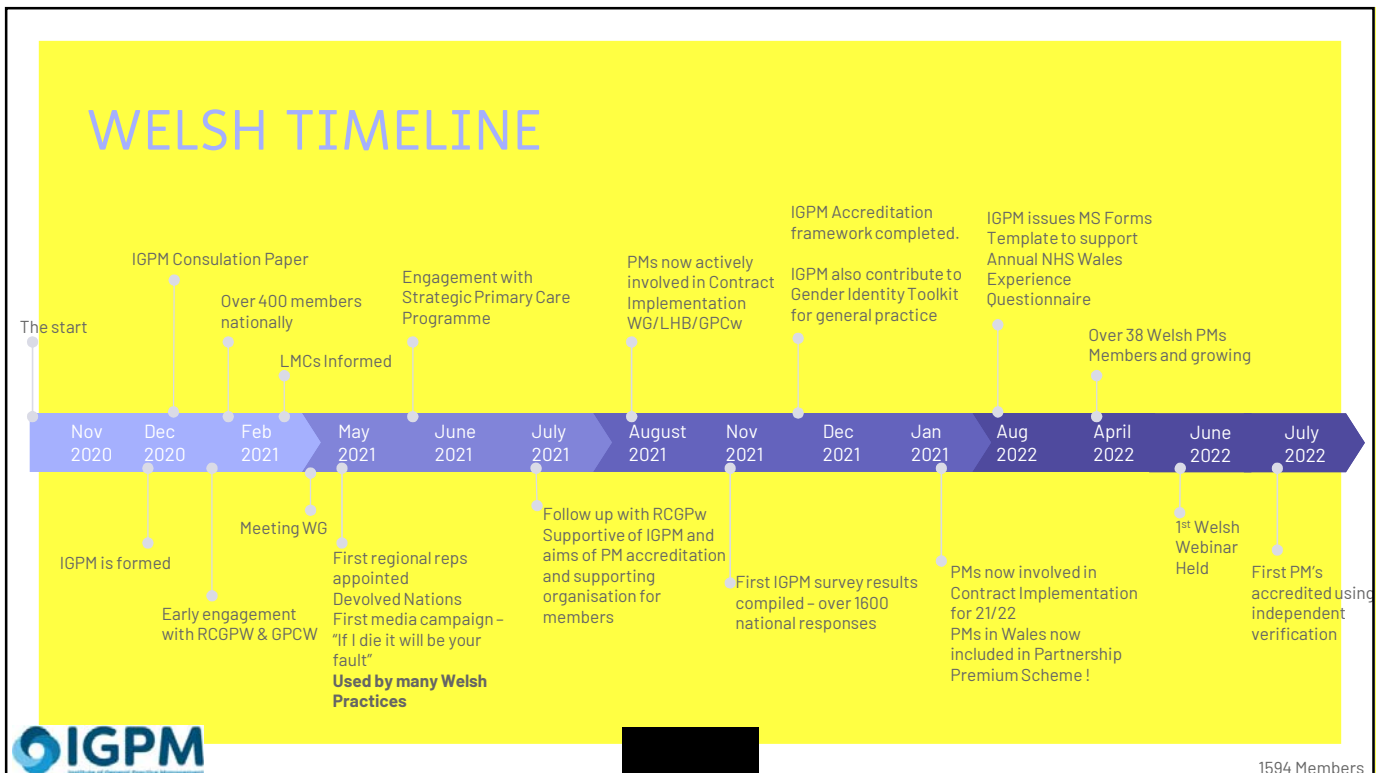 WELSH TIMELINE
The start
IGPM Consulation Paper
Over 400 members
nationally
LMCs Informed
Engagement with
Strategic Primary Care
Programme
PMs now actively
involved in Contract
Implementation
WG/LHB/GPCw
IGPM Accreditation
framework completed.
IGPM also contribute to
Gender Identity Toolkit
for general practice
IGPM issues MS Forms
Template to support
Annual NHS Wales
Experience
Questionnaire
Over 38 Welsh PMs
Members and growing
Nov
2020
Dec
2020
Feb
2021
May
2021
June
2021
July
2021
August
2021
Nov
2021
Dec
2021
Jan
2021
Aug
2022
April
2022
June
2022
July
2022
IGPM is formed
Early engagement
with RCGPW & GPCW
Meeting WG
First regional reps
appointed
Devolved Nations
First media campaign –
“If I die it will be your
fault”
Used by many Welsh
Practices
Follow up with RCGPw
Supportive of IGPM and
aims of PM accreditation
and supporting
organisation for
members
First IGPM survey results
compiled – over 1600
national responses
PMs now involved in
Contract Implementation
for 21/22
PMs in Wales now
included in Partnership
Premium Scheme !
1st Welsh
Webinar
Held
First PM’s
accredited using
independent
verification
IGPM
Institute of General Practice Management
1594 Members